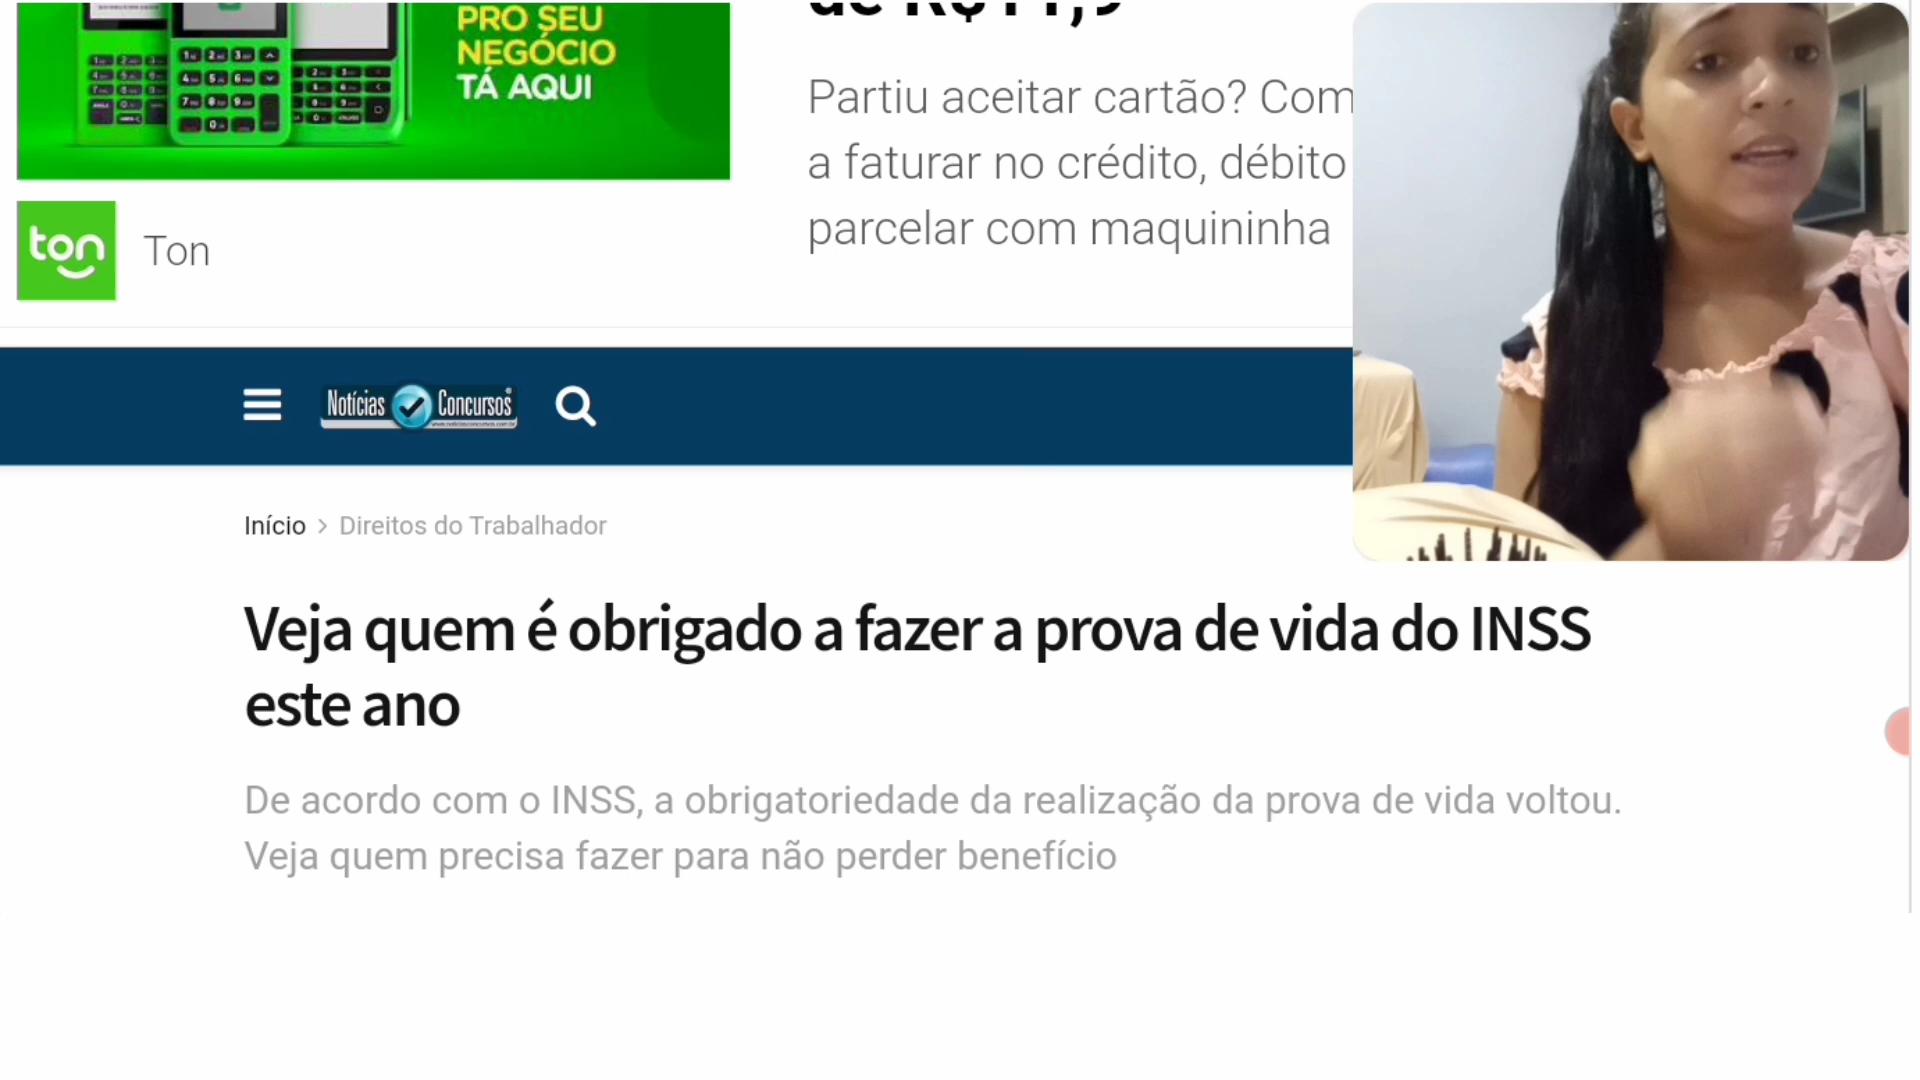 PRO SEU
NEGÓCIO
TÁ AQUI
Partiu aceitar cartão? Com
a faturar no crédito, débito
parcelar com maquininha
ton
Ton
Notícias Concursos
Início > Direitos do Trabalhador
Veja quem é obrigado a fazer a prova de vida do INSS
este ano
De acordo com o INSS, a obrigatoriedade da realização da prova de vida voltou.
Veja quem precisa fazer para não perder benefício